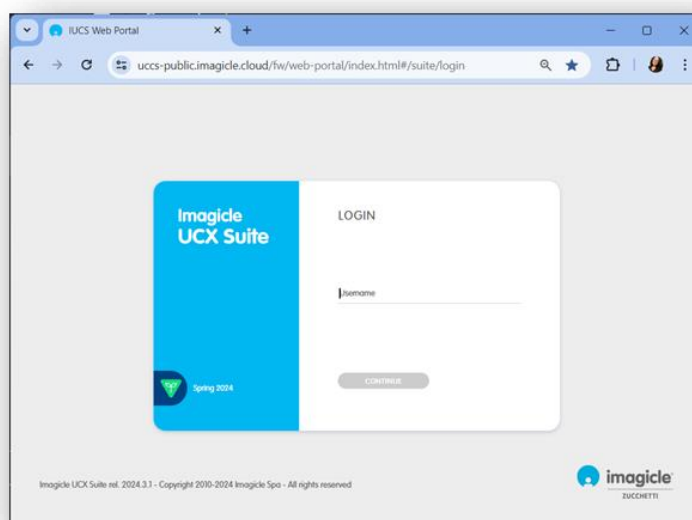 IUCS Web Portal
uccs-public.imagicle.cloud/fw/web-portal/index.html#/suite/login
Imagicle
UCX Suite
LOGIN
Username
CONTINUE
Spring 2024
Imagicle UCX Suite rel. 2024.3.1 - Copyright 2010-2024 Imagicle Spa - All rights reserved
imagicle
ZUCCHETTI